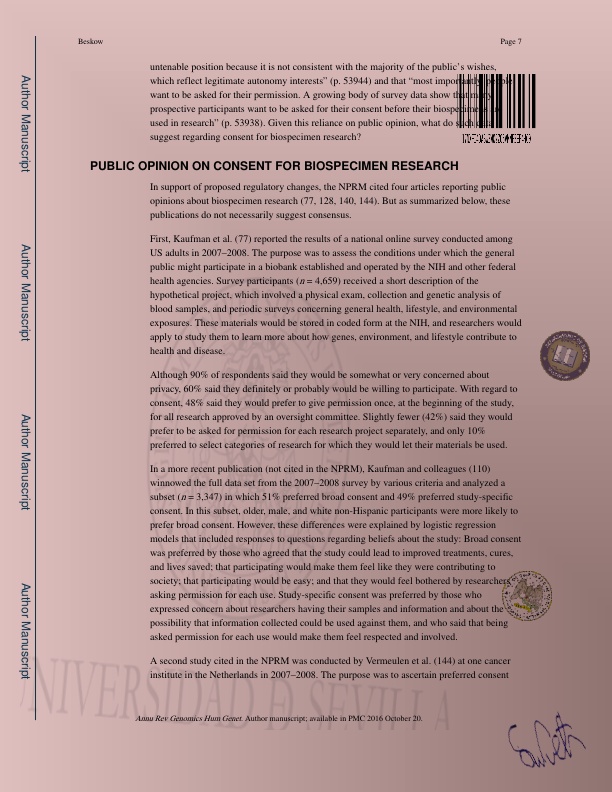 Beskow
Page 7
untenable position because it is not consistent with the majority of the public's wishes,
which reflect legitimate autonomy interests” (p. 53944) and that “most importantly, people
want to be asked for their permission. A growing body of survey data show that many
prospective participants want to be asked for their consent before their biospecimens are
used in research” (p. 53938). Given this reliance on public opinion, what do such data
suggest regarding consent for biospecimen research?
PUBLIC OPINION ON CONSENT FOR BIOSPECIMEN RESEARCH
In support of proposed regulatory changes, the NPRM cited four articles reporting public
opinions about biospecimen research (77, 128, 140, 144). But as summarized below, these
publications do not necessarily suggest consensus.
First, Kaufman et al. (77) reported the results of a national online survey conducted among
US adults in 2007–2008. The purpose was to assess the conditions under which the general
public might participate in a biobank established and operated by the NIH and other federal
health agencies. Survey participants (n = 4,659) received a short description of the
hypothetical project, which involved a physical exam, collection and genetic analysis of
blood samples, and periodic surveys concerning general health, lifestyle, and environmental
exposures. These materials would be stored in coded form at the NIH, and researchers would
apply to study them to learn more about how genes, environment, and lifestyle contribute to
health and disease.
Although 90% of respondents said they would be somewhat or very concerned about
privacy, 60% said they definitely or probably would be willing to participate. With regard to
consent, 48% said they would prefer to give permission once, at the beginning of the study,
for all research approved by an oversight committee. Slightly fewer (42%) said they would
prefer to be asked for permission for each research project separately, and only 10%
preferred to select categories of research for which they would let their materials be used.
In a more recent publication (not cited in the NPRM), Kaufman and colleagues (110)
winnowed the full data set from the 2007–2008 survey by various criteria and analyzed a
subset (n = 3,347) in which 51% preferred broad consent and 49% preferred study-specific
consent. In this subset, older, male, and white non-Hispanic participants were more likely to
prefer broad consent. However, these differences were explained by logistic regression
models that included responses to questions regarding beliefs about the study: Broad consent
was preferred by those who agreed that the study could lead to improved treatments, cures,
and lives saved; that participating would make them feel like they were contributing to
society; that participating would be easy; and that they would feel bothered by researchers
asking permission for each use. Study-specific consent was preferred by those who
expressed concern about researchers having their samples and information and about the
possibility that information collected could be used against them, and who said that being
asked permission for each use would make them feel respected and involved.
A second study cited in the NPRM was conducted by Vermeulen et al. (144) at one cancer
institute in the Netherlands in 2007–2008. The purpose was to ascertain preferred consent
Annu Rev Genomics Hum Genet. Author manuscript; available in PMC 2016 October 20.
Author Manuscript
Author Manuscript
Author Manuscript
Author Manuscript
NIVERSIDAD D SEVILLA